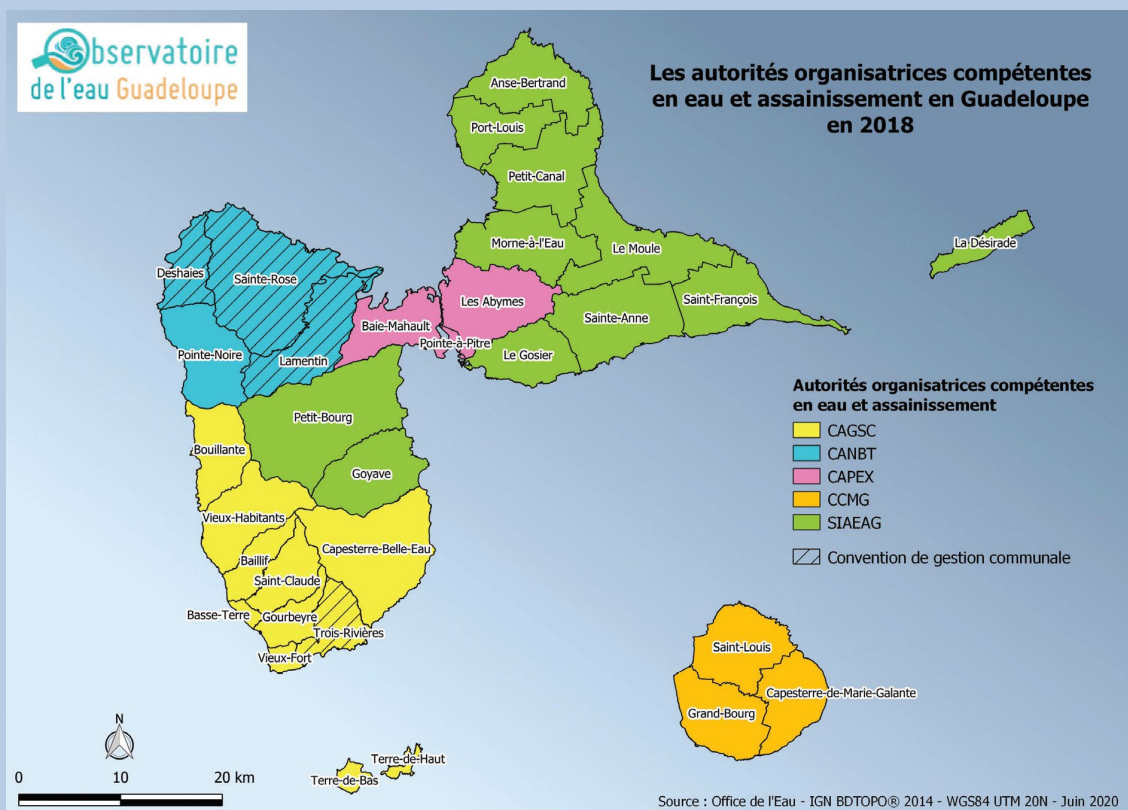 Observatoire
de l'eau Guadeloupe
Les autorités organisatrices compétentes
en eau et assainissement en Guadeloupe
en 2018
Anse-Bertrand
Port-Louis
Petit-Canal
Morne-à-l'Eau
Le Moule
La Désirade
Deshaies
Sainte-Rose
Les Abymes
Saint-François
Sainte-Anne
Baie-Mahault
Pointe-à-Pitre
Pointe-Noire
Lamentin
Le Gosier
Petit-Bourg
Bouillante
Goyave
Vieux-Habitants
Capesterre-Belle-Eau
Baillif
Saint-Claude
Basse-Terre
Gourbeyre
Trois-Rivières
Vieux-Fort
Autorités organisatrices compétentes
en eau et assainissement
CAGSC
CANBT
CAPEX
CCMG
SIAEAG
Convention de gestion communale
Saint-Louis
Capesterre-de-Marie-Galante
Grand-Bourg
Terre-de-Haut
Terre-de-Bas
N
0 10 20 km
Source : Office de l'Eau - IGN BDTOPO® 2014 - WGS84 UTM 20N - Juin 2020